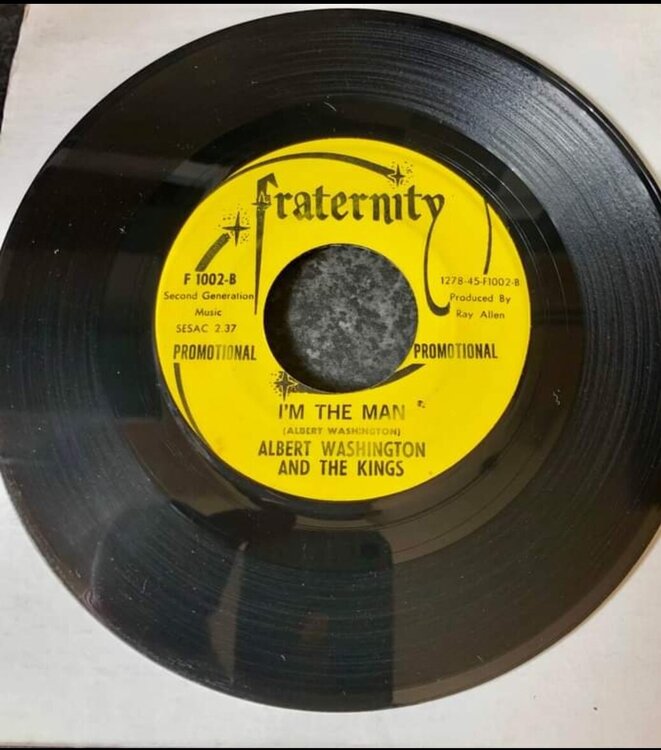 fraternity
F 1002-B
Second Generation
Music
SESAC 2.37
PROMOTIONAL
1278-45-F1002-B
Produced By
Ray Allen
PROMOTIONAL
I'M THE MAN
(ALBERT WASHINGTON)
ALBERT WASHINGTON
AND THE KINGS